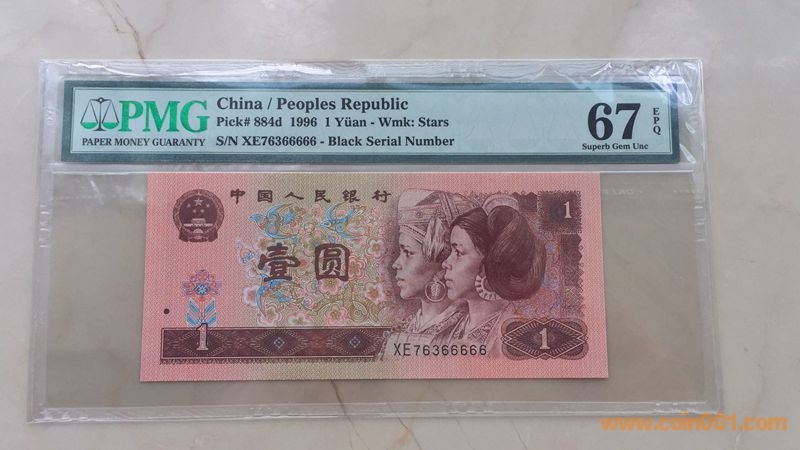 PMG
PAPER MONEY GUARANTY
China / Peoples Republic
Pick# 884d 1996 1 Yüan - Wmk: Stars
S/N XE76366666 - Black Serial Number
67 EPQ
Superb Gem Unc
中国人民银行
1
壹圆
1
1
XE76366666
www.coin001.com